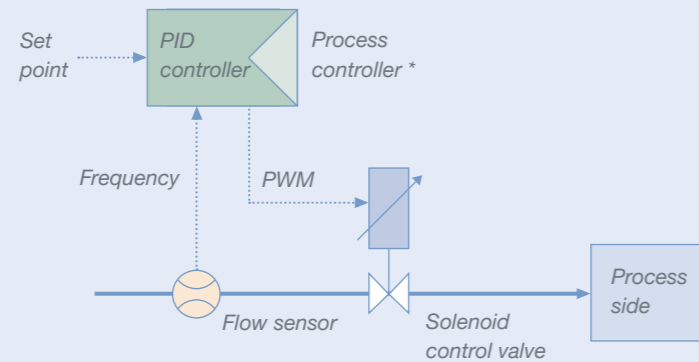 Set
point
PID
controller
Process
controller *
Frequency
PWM
Flow sensor
Solenoid
control valve
Process
side